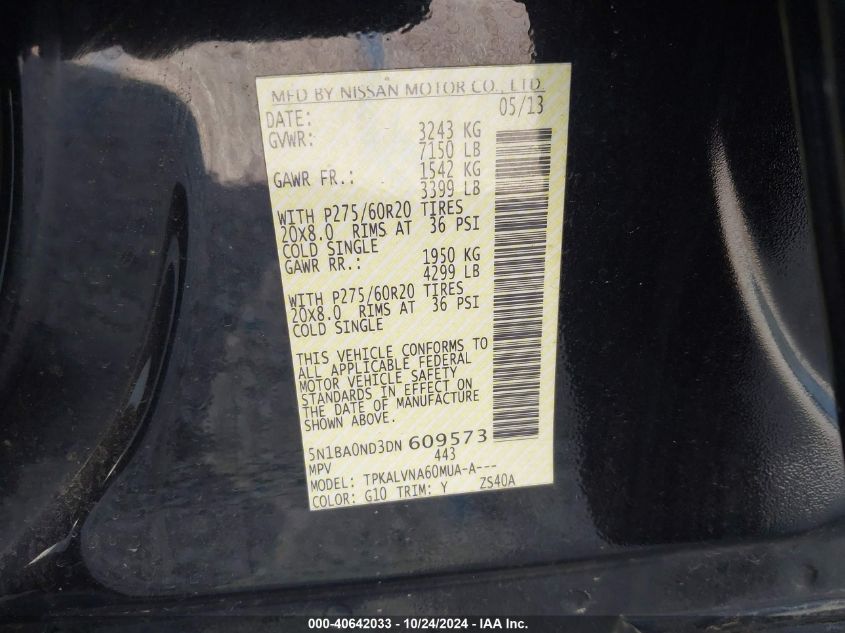 MFD BY NISSAN MOTOR CO., LTD.
DATE: 05/13
GVWR: 3243 KG
7150 LB
GAWR FR.: 1542 KG
3399 LB
WITH P275/60R20 TIRES
20X8.0 RIMS AT 36 PSI
COLD SINGLE
GAWR RR.: 1950 KG
4299 LB
WITH P275/60R20 TIRES
20X8.0 RIMS AT 36 PSI
COLD SINGLE
THIS VEHICLE CONFORMS TO
ALL APPLICABLE FEDERAL
MOTOR VEHICLE SAFETY
STANDARDS IN EFFECT ON
THE DATE OF MANUFACTURE
SHOWN ABOVE.
5N1BA0ND3DN 609573
MPV 443
MODEL: TPKALVNA60MUA-A---
COLOR: G10 TRIM: Y ZS40A
000-40642033 - 10/24/2024 - IAA Inc.